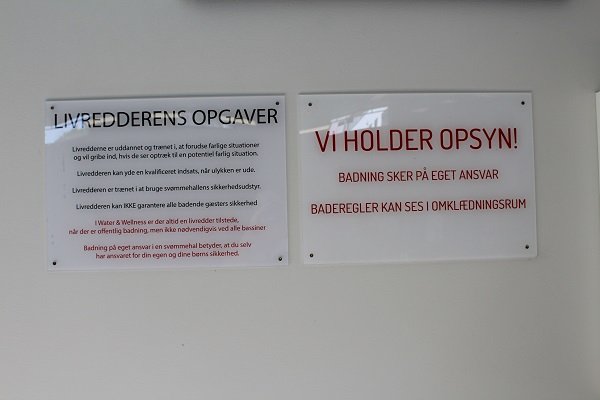 LIVREDDERENS OPGAVER
Livredderne er uddannet og trænet i, at forudse farlige situationer
og vil gribe ind, hvis de ser optræk til en potentiel farlig situation.
Livredderen kan yde en kvalificeret indsats, når ulykken er ude.
Livredderen er trænet i at bruge svømmehallens sikkerhedsudstyr.
Livredderen kan IKKE garantere alle badende gæsters sikkerhed
I Water & Wellness er der altid en livredder tilstede,
når der er offentlig badning, men ikke nødvendigvis ved alle bassiner
Badning på eget ansvar i en svømmehal betyder, at du selv
har ansvaret for din egen og dine børns sikkerhed.
VI HOLDER OPSYN!
BADNING SKER PÅ EGET ANSVAR
BADEREGLER KAN SES I OMKLÆDNINGSRUM